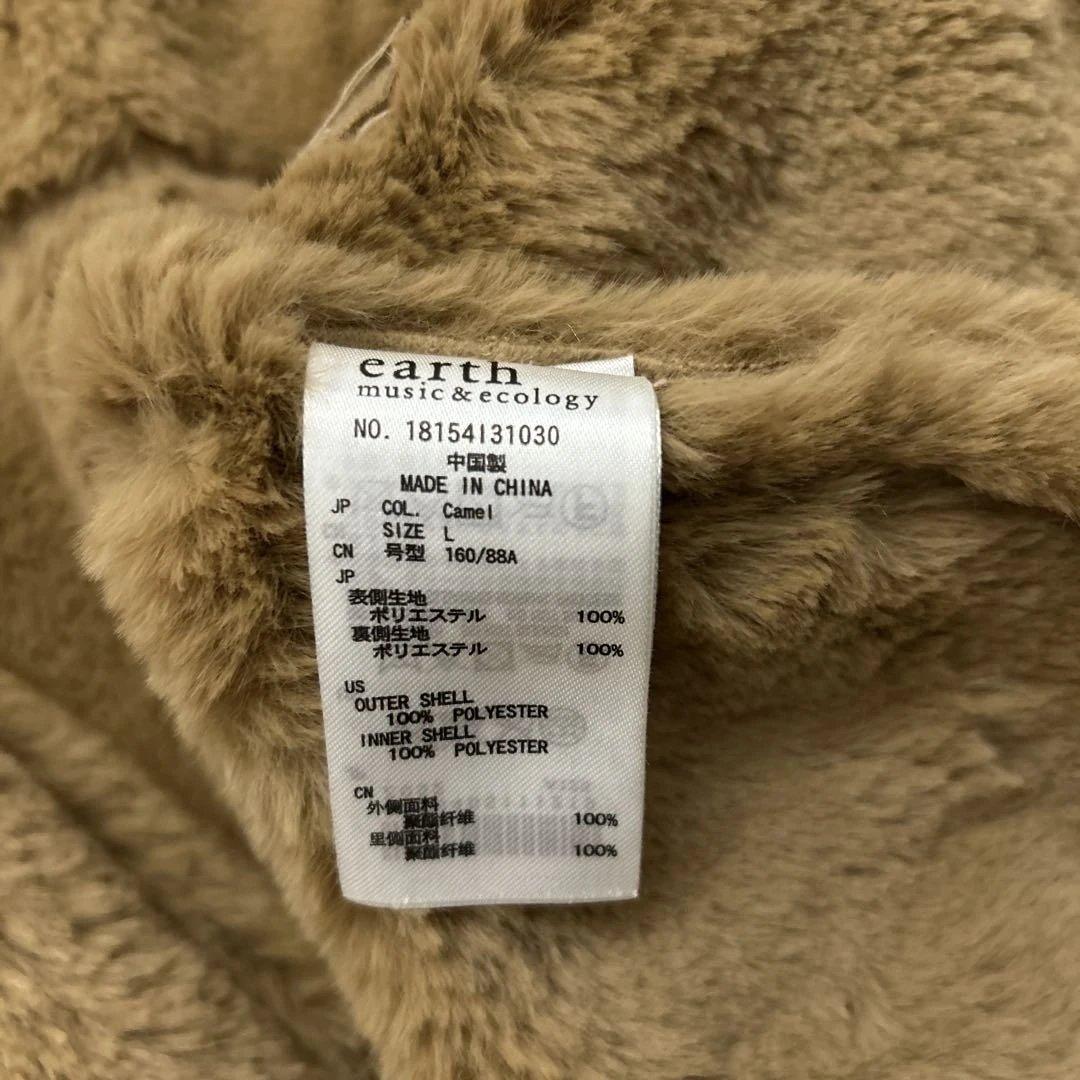 earth
music & ecology
NO. 18154131030
中国製
MADE IN CHINA
JP COL. Camel
SIZE L
CN 号型 160/88A
JP
表側生地
ポリエステル 100%
裏側生地
ポリエステル 100%
US
OUTER SHELL
100% POLYESTER
INNER SHELL
100% POLYESTER
CN
外侧面料
聚酯纤维 100%
里侧面料
聚酯纤维 100%